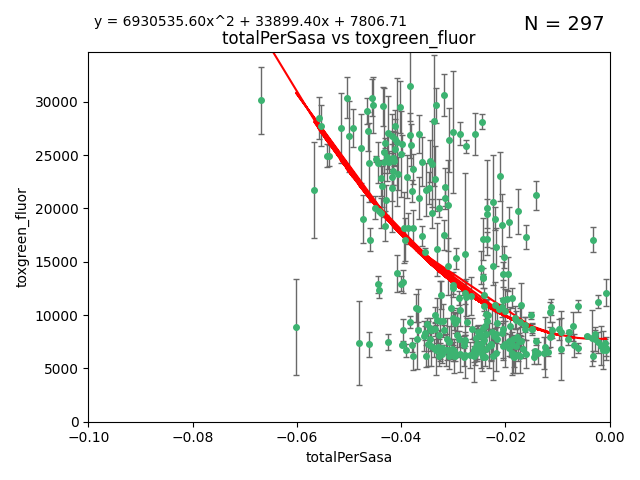 y = 6930535.60x^2 + 33899.40x + 7806.71
N = 297
totalPerSasa vs toxgreen_fluor
30000
25000
20000
15000
10000
5000
0
toxgreen_fluor
−0.10
−0.08
−0.06
−0.04
−0.02
0.00
totalPerSasa